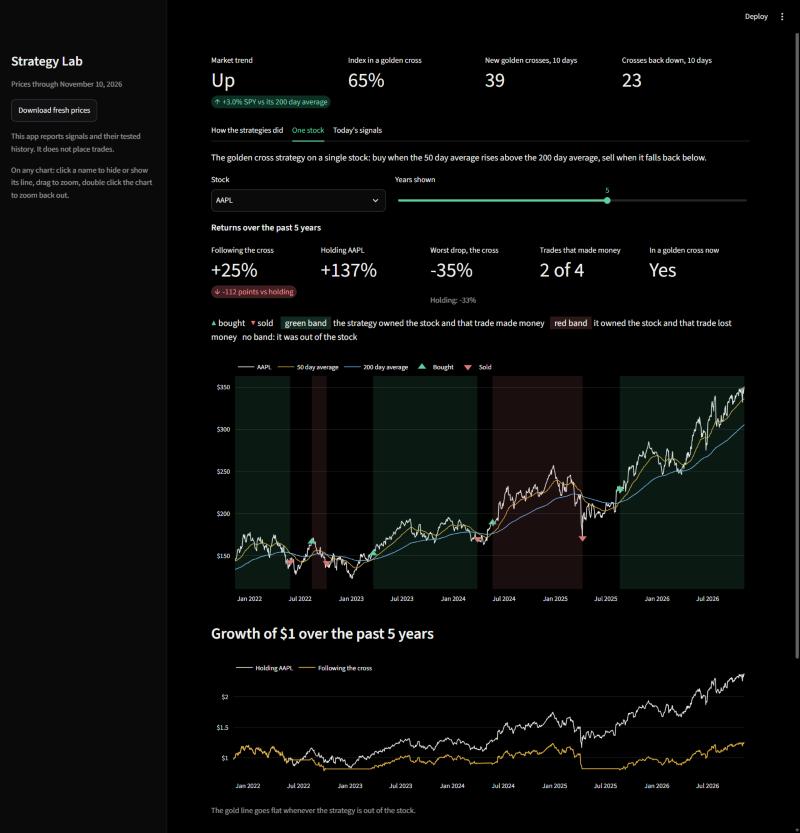 Deploy
Strategy Lab
Prices through November 10, 2026
Download fresh prices
This app reports signals and their tested
history. It does not place trades.
On any chart: click a name to hide or show
its line, drag to zoom, double click the chart
to zoom back out.
Market trend
Up
↑ +3.0% SPY vs its 200 day average
Index in a golden cross
65%
New golden crosses, 10 days
39
Crosses back down, 10 days
23
How the strategies did One stock Today's signals
The golden cross strategy on a single stock: buy when the 50 day average rises above the 200 day average, sell when it falls back below.
Stock
AAPL
Years shown
5
Returns over the past 5 years
Following the cross
+25%
↓ -112 points vs holding
Holding AAPL
+137%
Worst drop, the cross
-35%
Holding: -33%
Trades that made money
2 of 4
In a golden cross now
Yes
▲ bought ▼ sold green band the strategy owned the stock and that trade made money red band it owned the stock and that trade lost
money no band: it was out of the stock
AAPL 50 day average 200 day average Bought Sold
$350
$300
$250
$200
$150
Jan 2022 Jul 2022 Jan 2023 Jul 2023 Jan 2024 Jul 2024 Jan 2025 Jul 2025 Jan 2026 Jul 2026
Growth of $1 over the past 5 years
Holding AAPL Following the cross
$2
$1.5
$1
Jan 2022 Jul 2022 Jan 2023 Jul 2023 Jan 2024 Jul 2024 Jan 2025 Jul 2025 Jan 2026 Jul 2026
The gold line goes flat whenever the strategy is out of the stock.